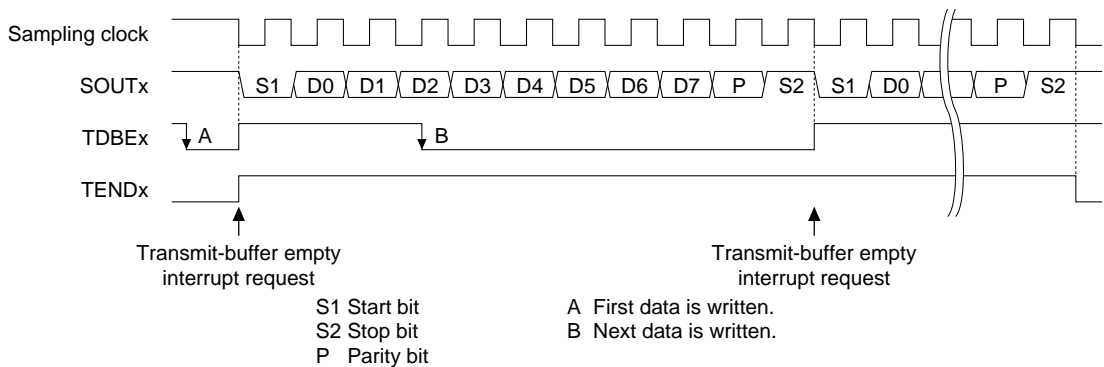 Sampling clock
SOUTx S1 D0 D1 D2 D3 D4 D5 D6 D7 P S2 S1 D0 P S2
TDBEx A B
TENDx
Transmit-buffer empty
interrupt request
Transmit-buffer empty
interrupt request
S1 Start bit
S2 Stop bit
P Parity bit
A First data is written.
B Next data is written.